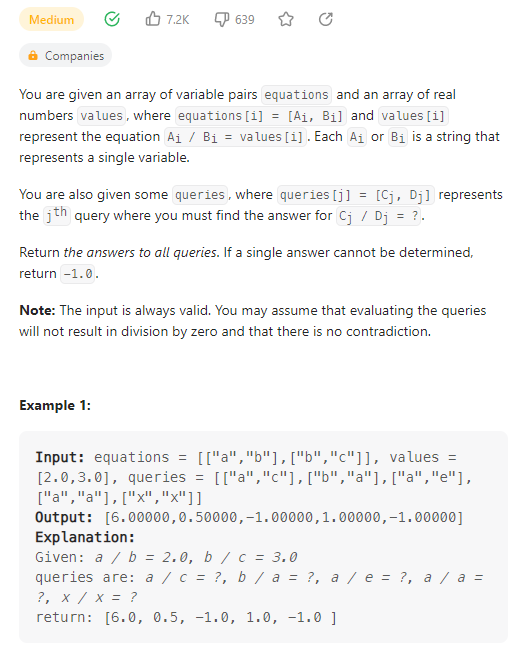 Medium 7.2K 639
Companies
You are given an array of variable pairs equations and an array of real
numbers values, where equations[i] = [Ai, Bi] and values[i]
represent the equation Ai / Bi = values[i]. Each Ai or Bi is a string that
represents a single variable.
You are also given some queries, where queries[j] = [Cj, Dj] represents
the jth query where you must find the answer for Cj / Dj = ?.
Return the answers to all queries. If a single answer cannot be determined,
return -1.0.
Note: The input is always valid. You may assume that evaluating the queries
will not result in division by zero and that there is no contradiction.
Example 1:
Input: equations = [["a","b"],["b","c"]], values =
[2.0,3.0], queries = [["a","c"],["b","a"],["a","e"],
["a","a"],["x","x"]]
Output: [6.00000,0.50000,-1.00000,1.00000,-1.00000]
Explanation:
Given: a / b = 2.0, b / c = 3.0
queries are: a / c = ?, b / a = ?, a / e = ?, a / a =
?, x / x = ?
return: [6.0, 0.5, -1.0, 1.0, -1.0 ]